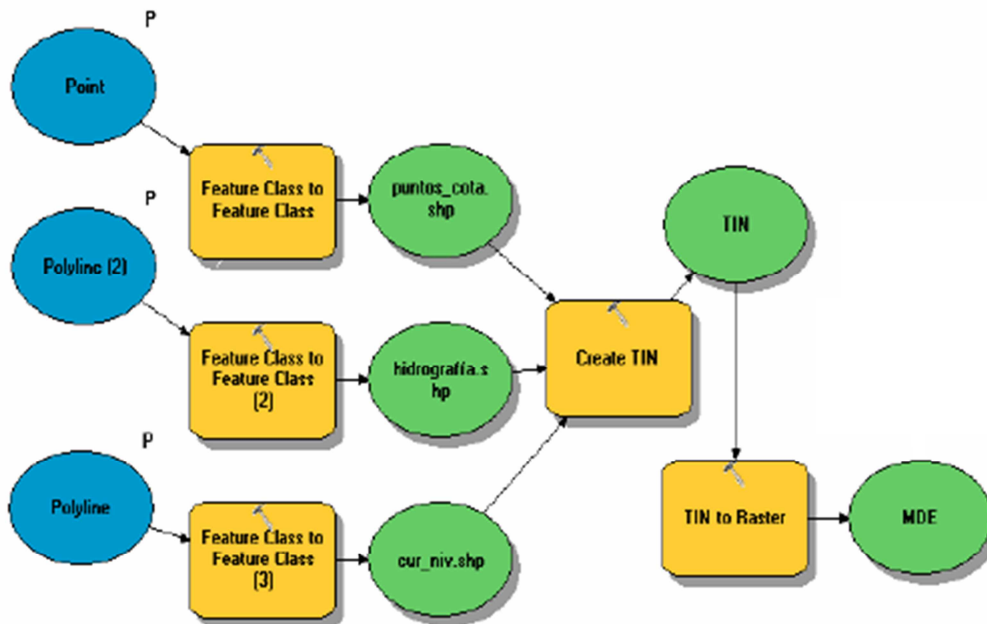 P
Point
Feature Class to
Feature Class
puntos_cota.
shp
P
Polyline (2)
Feature Class to
Feature Class
(2)
hidrografía.s
hp
P
Polyline
Feature Class to
Feature Class
(3)
cur_niv.shp
Create TIN
TIN
TIN to Raster
MDE